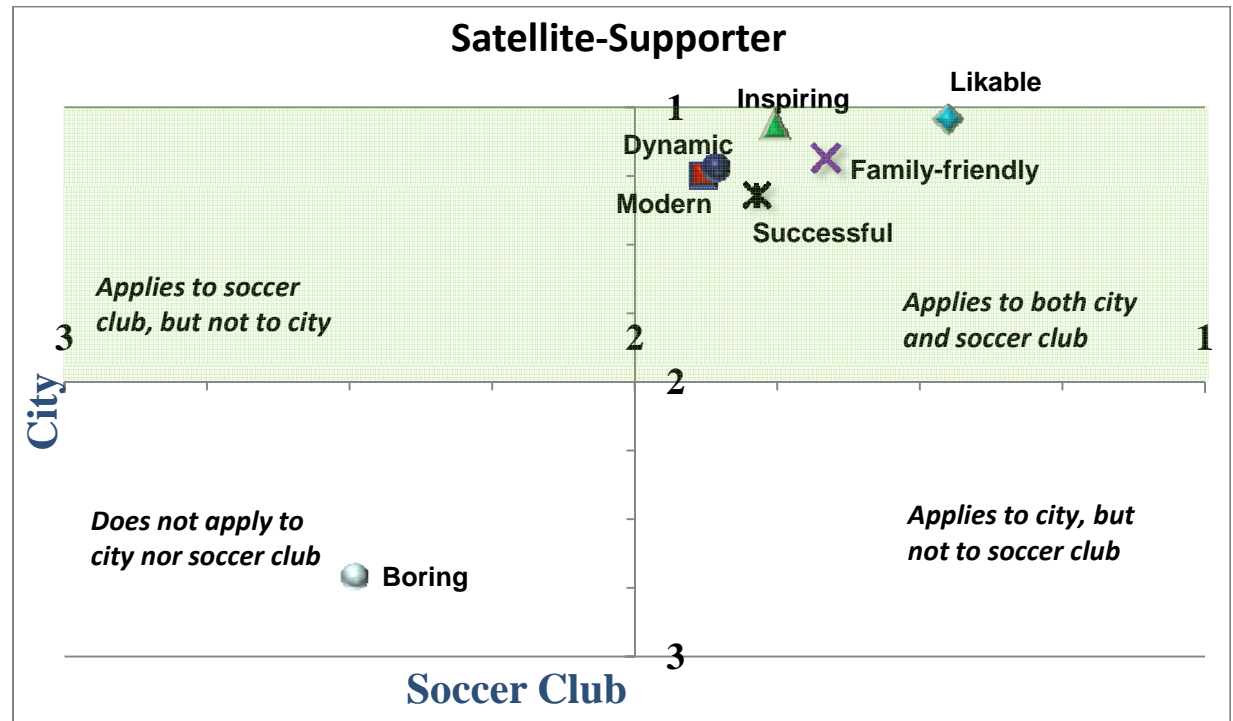 Satellite-Supporter
Likable
1
Inspiring
Dynamic
Family-friendly
Modern
Successful
Applies to soccer
club, but not to city
Applies to both city
and soccer club
3
2
1
2
City
Does not apply to
city nor soccer club
Applies to city, but
not to soccer club
Boring
3
Soccer Club